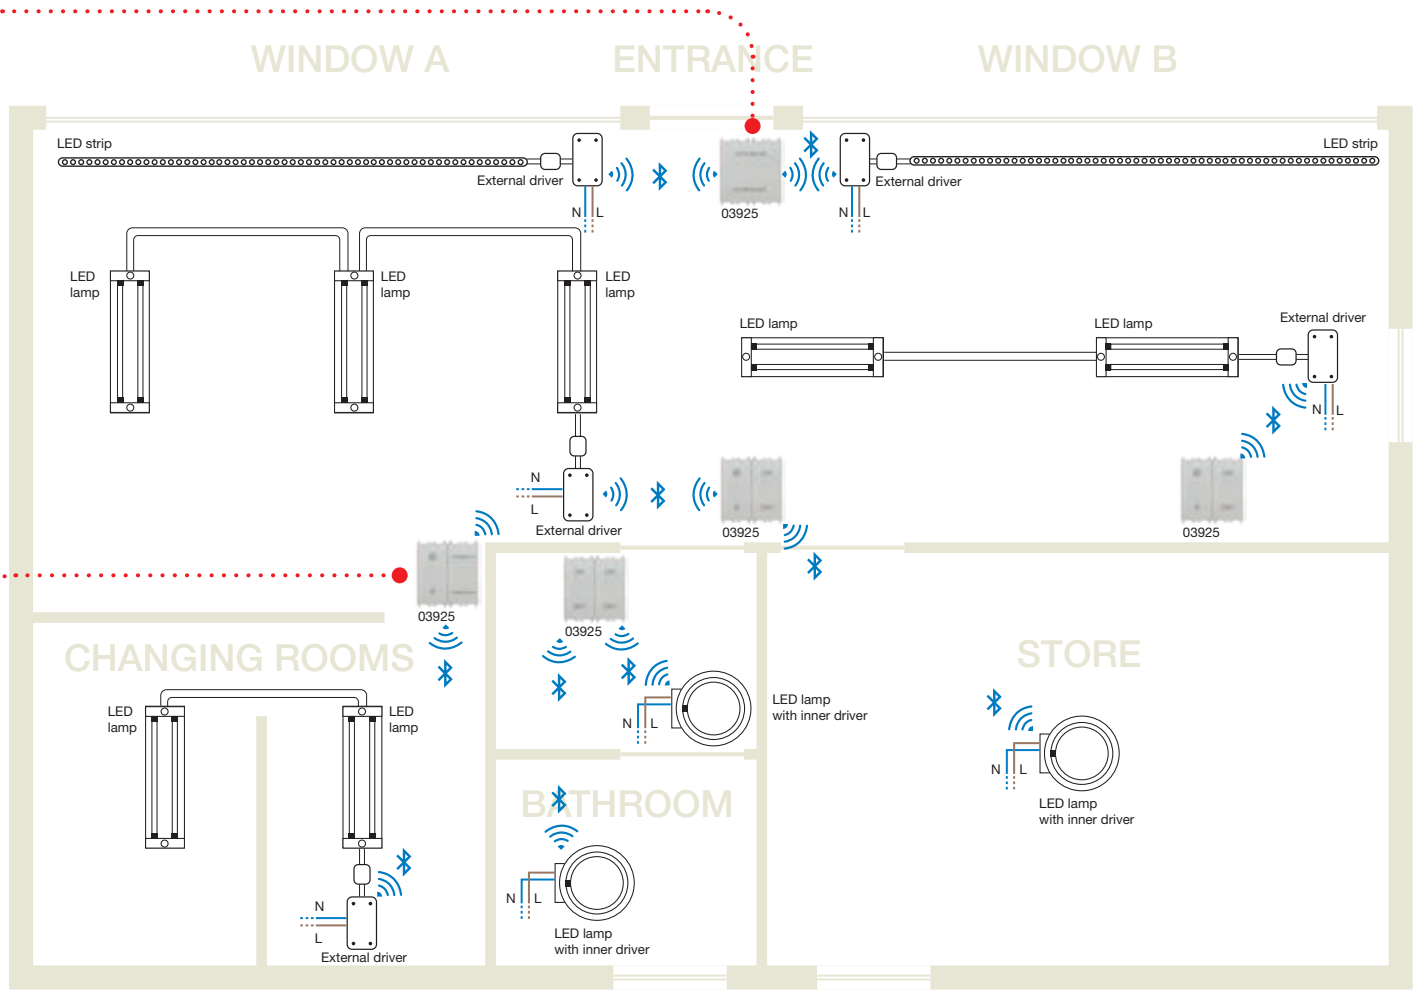 WINDOW A
ENTRANCE
WINDOW B
LED strip
LED strip
External driver
External driver
N L
03925
N L
LED
lamp
LED
lamp
LED
lamp
LED lamp
LED lamp
External driver
N L
N
L
External driver
03925
03925
03925
03925
CHANGING ROOMS
STORE
LED
lamp
LED
lamp
N L
LED lamp
with inner driver
N L
LED lamp
with inner driver
BATHROOM
N L
LED lamp
with inner driver
N
L
External driver